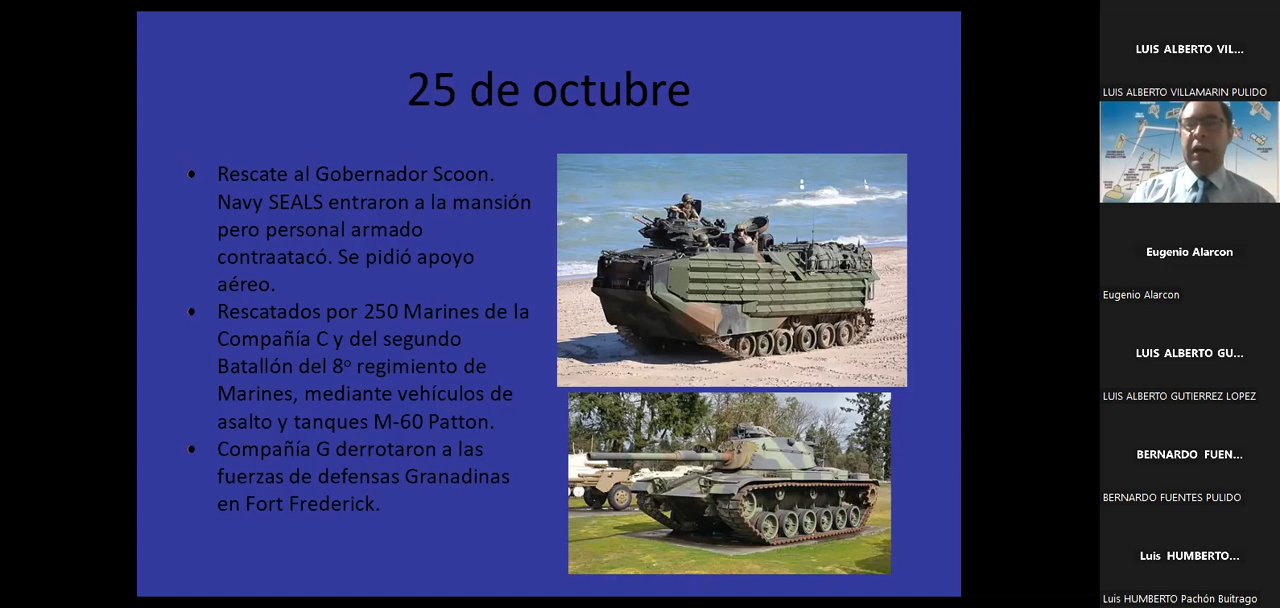 25 de octubre
• Rescate al Gobernador Scoon.
Navy SEALS entraron a la mansión
pero personal armado
contraatacó. Se pidió apoyo
aéreo.
• Rescatados por 250 Marines de la
Compañía C y del segundo
Batallón del 8º regimiento de
Marines, mediante vehículos de
asalto y tanques M-60 Patton.
• Compañía G derrotaron a las
fuerzas de defensas Granadinas
en Fort Frederick.
LUIS ALBERTO VIL...
LUIS ALBERTO VILLAMARIN PULIDO
Eugenio Alarcon
Eugenio Alarcon
LUIS ALBERTO GU...
LUIS ALBERTO GUTIERREZ LOPEZ
BERNARDO FUEN...
BERNARDO FUENTES PULIDO
Luis HUMBERTO...
Luis HUMBERTO Pachón Buitrago